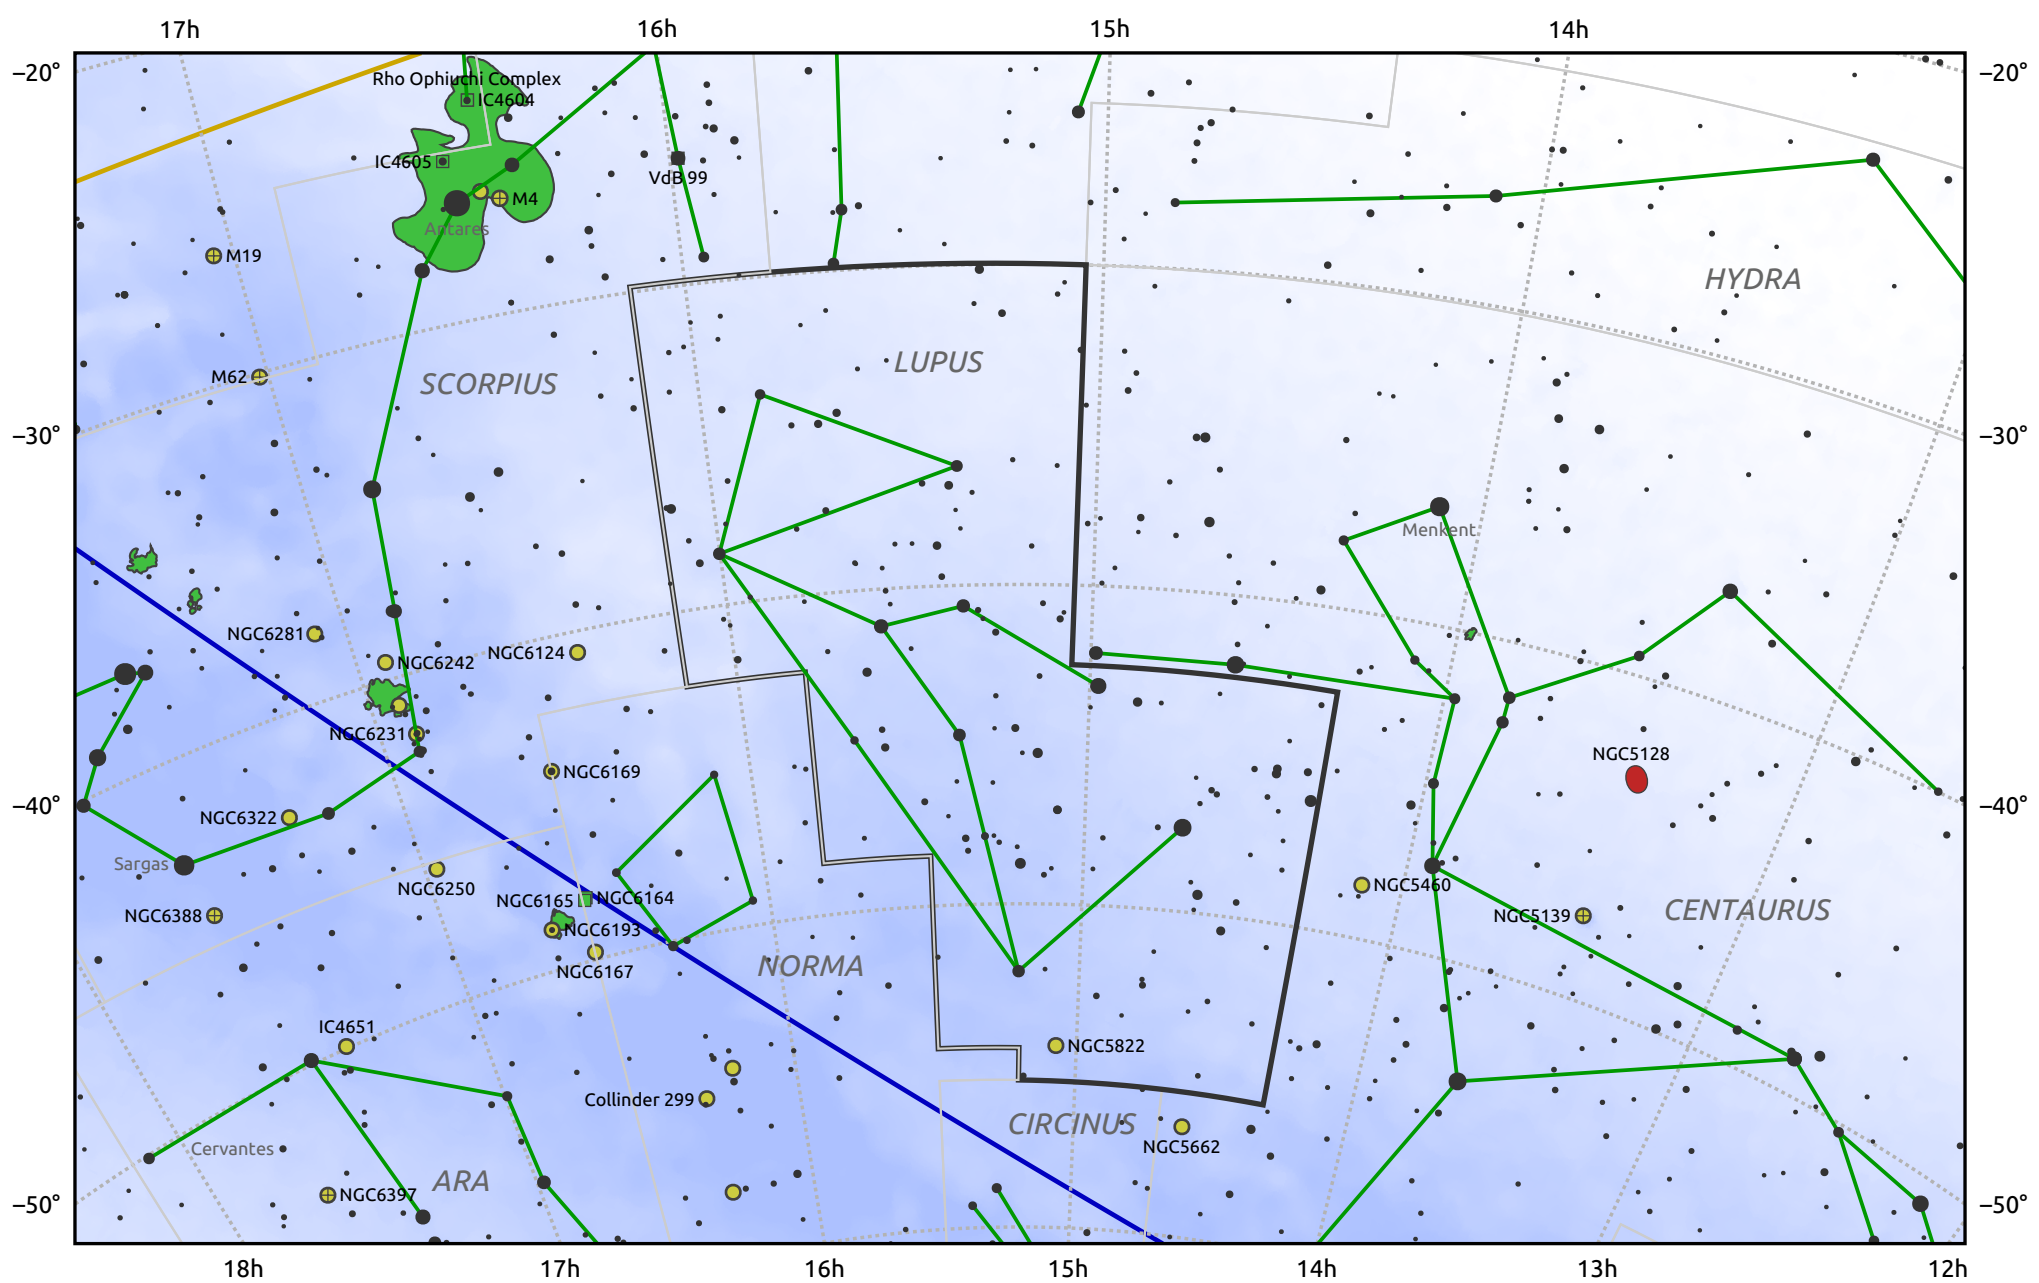 17h
16h
15h
14h
−20°
−20°
Rho Ophiuchi Complex
IC4604
IC4605
VdB 99
M4
Antares
M19
HYDRA
LUPUS
M62
SCORPIUS
−30°
−30°
Menkent
NGC6281
NGC6124
NGC6242
NGC6231
NGC5128
NGC6169
−40°
−40°
NGC6322
Sargas
NGC6250
NGC5460
NGC6165
NGC6164
NGC6388
NGC5139
CENTAURUS
NGC6193
NORMA
NGC6167
IC4651
NGC5822
Collinder 299
CIRCINUS
NGC5662
Cervantes
ARA
NGC6397
−50°
−50°
18h
17h
16h
15h
14h
13h
12h